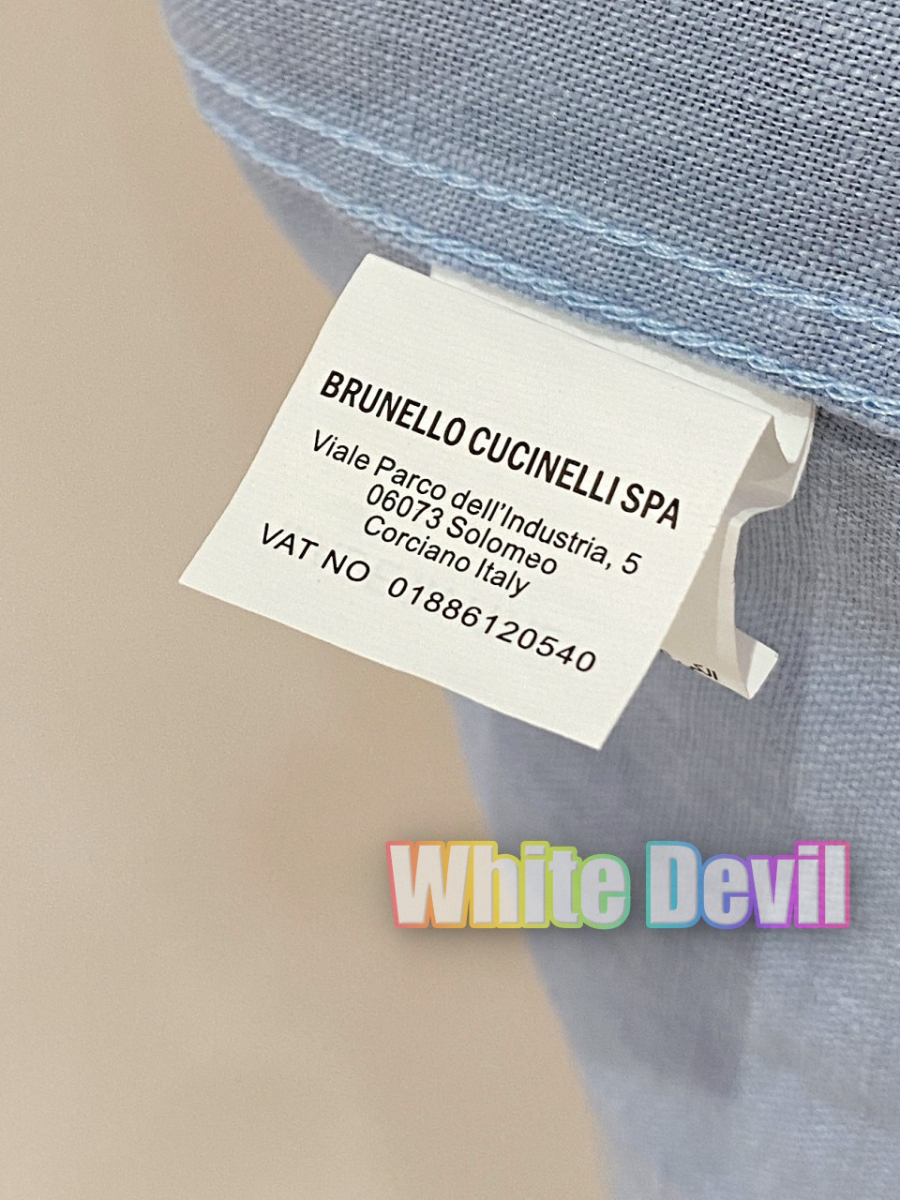 BRUNELLO CUCINELLI SPA
Viale Parco dell'Industria, 5
06073 Solomeo
Corciano Italy
VAT NO 01886120540
White Devil